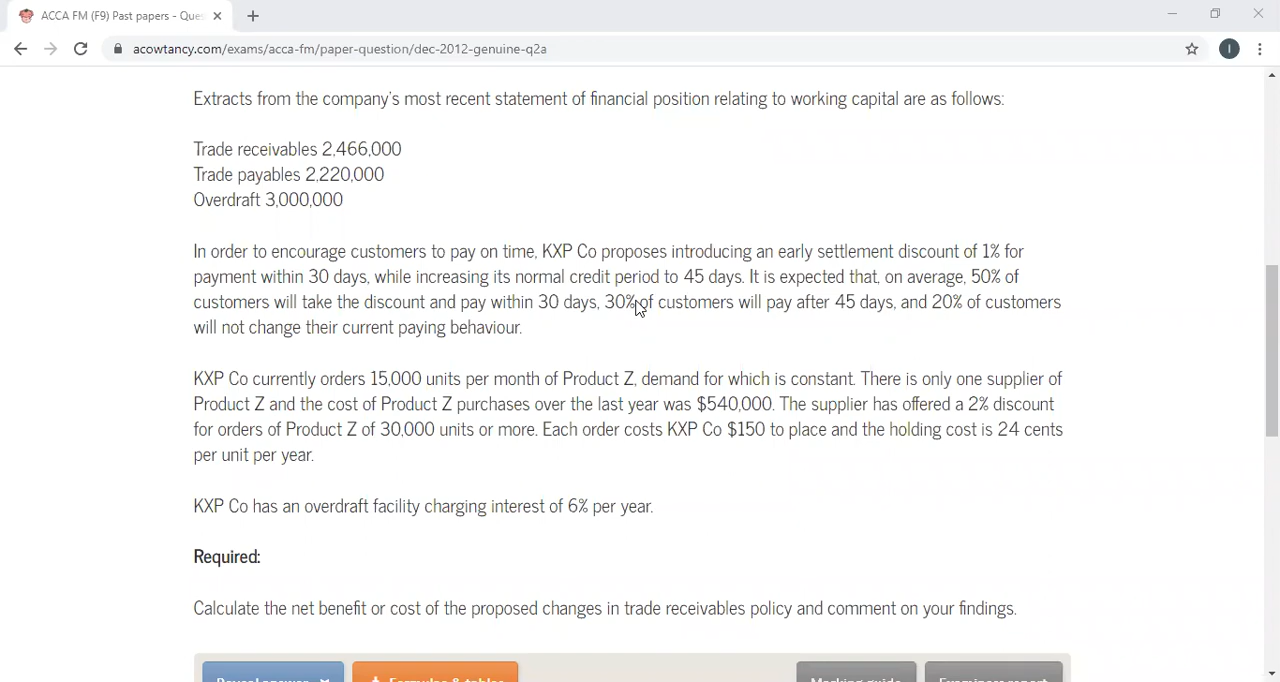 ACCA FM (F9) Past papers - Ques
acowtancy.com/exams/acca-fm/paper-question/dec-2012-genuine-q2a
I
Extracts from the company's most recent statement of financial position relating to working capital are as follows:
Trade receivables 2,466,000
Trade payables 2,220,000
Overdraft 3,000,000
In order to encourage customers to pay on time, KXP Co proposes introducing an early settlement discount of 1% for
payment within 30 days, while increasing its normal credit period to 45 days. It is expected that, on average, 50% of
customers will take the discount and pay within 30 days, 30% of customers will pay after 45 days, and 20% of customers
will not change their current paying behaviour.
KXP Co currently orders 15,000 units per month of Product Z, demand for which is constant. There is only one supplier of
Product Z and the cost of Product Z purchases over the last year was $540,000. The supplier has offered a 2% discount
for orders of Product Z of 30,000 units or more. Each order costs KXP Co $150 to place and the holding cost is 24 cents
per unit per year.
KXP Co has an overdraft facility charging interest of 6% per year.
Required:
Calculate the net benefit or cost of the proposed changes in trade receivables policy and comment on your findings.
Reveal answer Formulas & tables Marking guide Examiners report